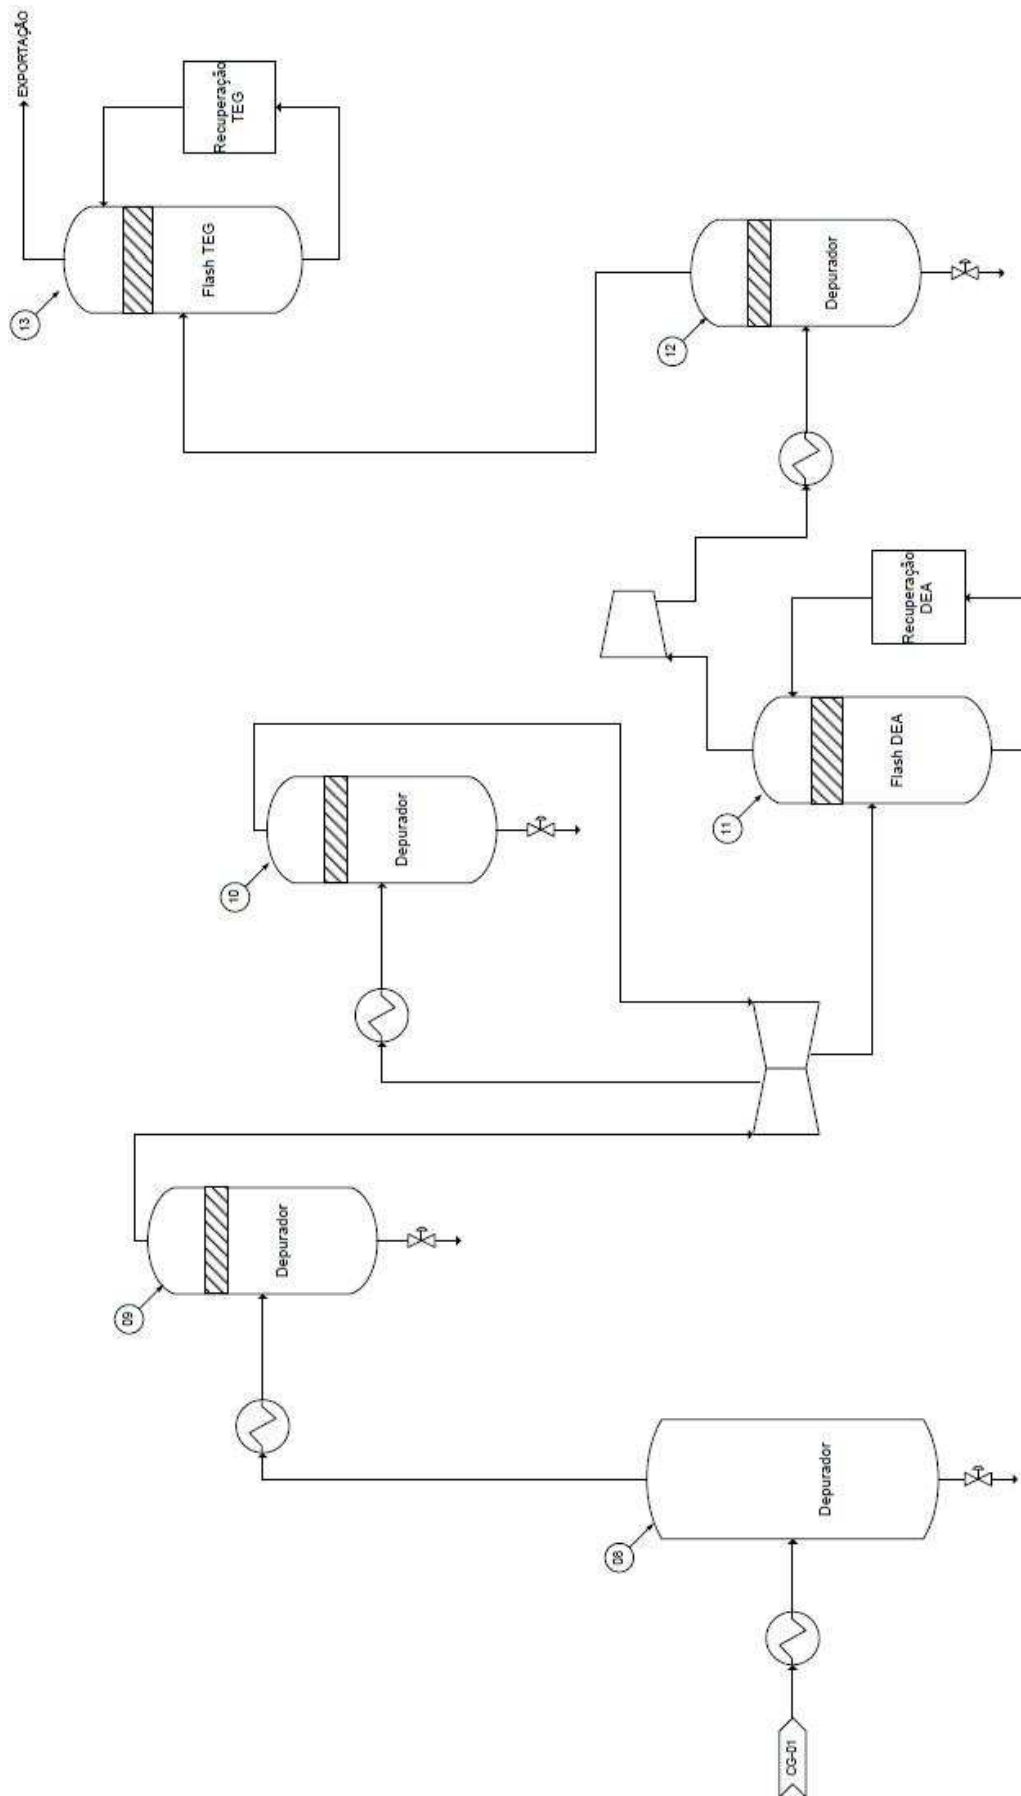 EXPORTAÇÃO
Recuperação
TEG
Flash TEG
13
Depurador
12
Recuperação
DEA
Flash DEA
11
Depurador
10
Depurador
09
Depurador
08
CG-01